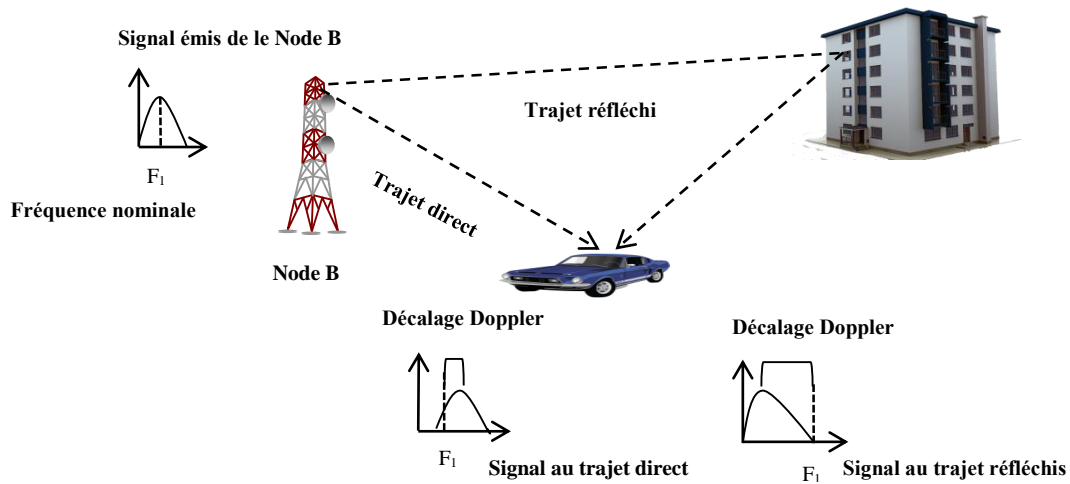 Signal émis de le Node B
F1
Fréquence nominale
Node B
Trajet réfléchi
Trajet direct
Décalage Doppler
F1
Signal au trajet direct
Décalage Doppler
F1
Signal au trajet réfléchis